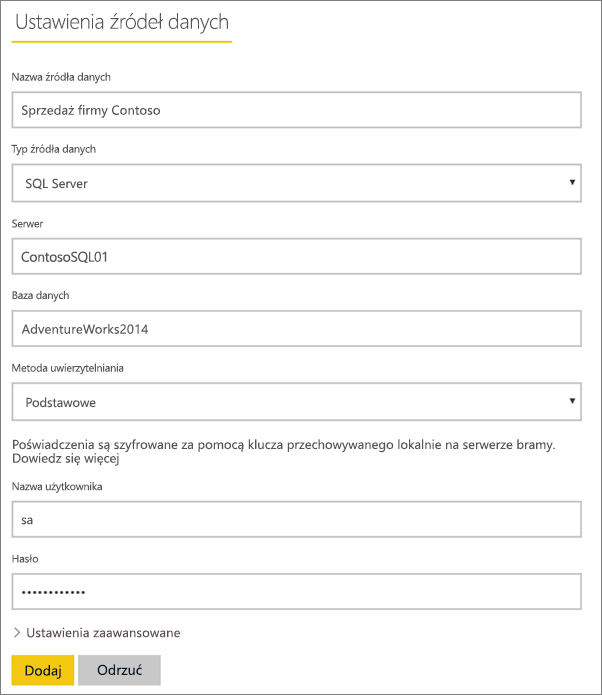 Ustawienia źródeł danych
Nazwa źródła danych
Sprzedaż firmy Contoso
Typ źródła danych
SQL Server
Serwer
ContosoSQL01
Baza danych
AdventureWorks2014
Metoda uwierzytelniania
Podstawowe
Poświadczenia są szyfrowane za pomocą klucza przechowywanego lokalnie na serwerze bramy.
Dowiedz się więcej
Nazwa użytkownika
sa
Hasło
••••••••••••
Ustawienia zaawansowane
Dodaj Odrzuć